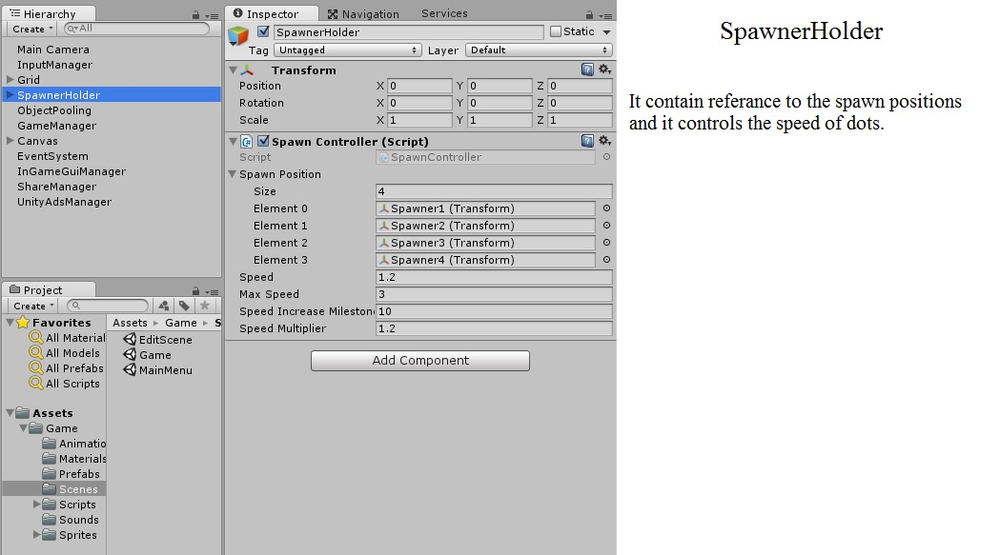 Hierarchy
Create All
Main Camera
InputManager
Grid
SpawnerHolder
ObjectPooling
GameManager
Canvas
EventSystem
InGameGuiManager
ShareManager
UnityAdsManager
Project
Create
Favorites
All Material
All Models
All Prefabs
All Scripts
Assets
Game
Animatio
Materials
Prefabs
Scenes
Scripts
Sounds
Sprites
Assets Game S
EditScene
Game
MainMenu
Inspector Navigation Services
SpawnerHolder Static
Tag Untagged Layer Default
Transform
Position X 0 Y 0 Z 0
Rotation X 0 Y 0 Z 0
Scale X 1 Y 1 Z 1
Spawn Controller (Script)
Script SpawnController
Spawn Position
Size 4
Element 0 Spawner1 (Transform)
Element 1 Spawner2 (Transform)
Element 2 Spawner3 (Transform)
Element 3 Spawner4 (Transform)
Speed 1.2
Max Speed 3
Speed Increase Mileston 10
Speed Multiplier 1.2
Add Component
SpawnerHolder
It contain referance to the spawn positions
and it controls the speed of dots.